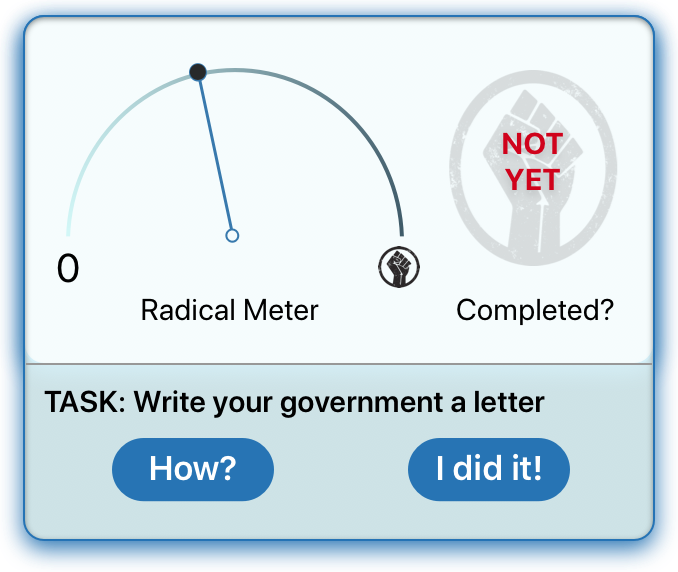 NOT
YET
0
Radical Meter
Completed?
TASK: Write your government a letter
How?
I did it!